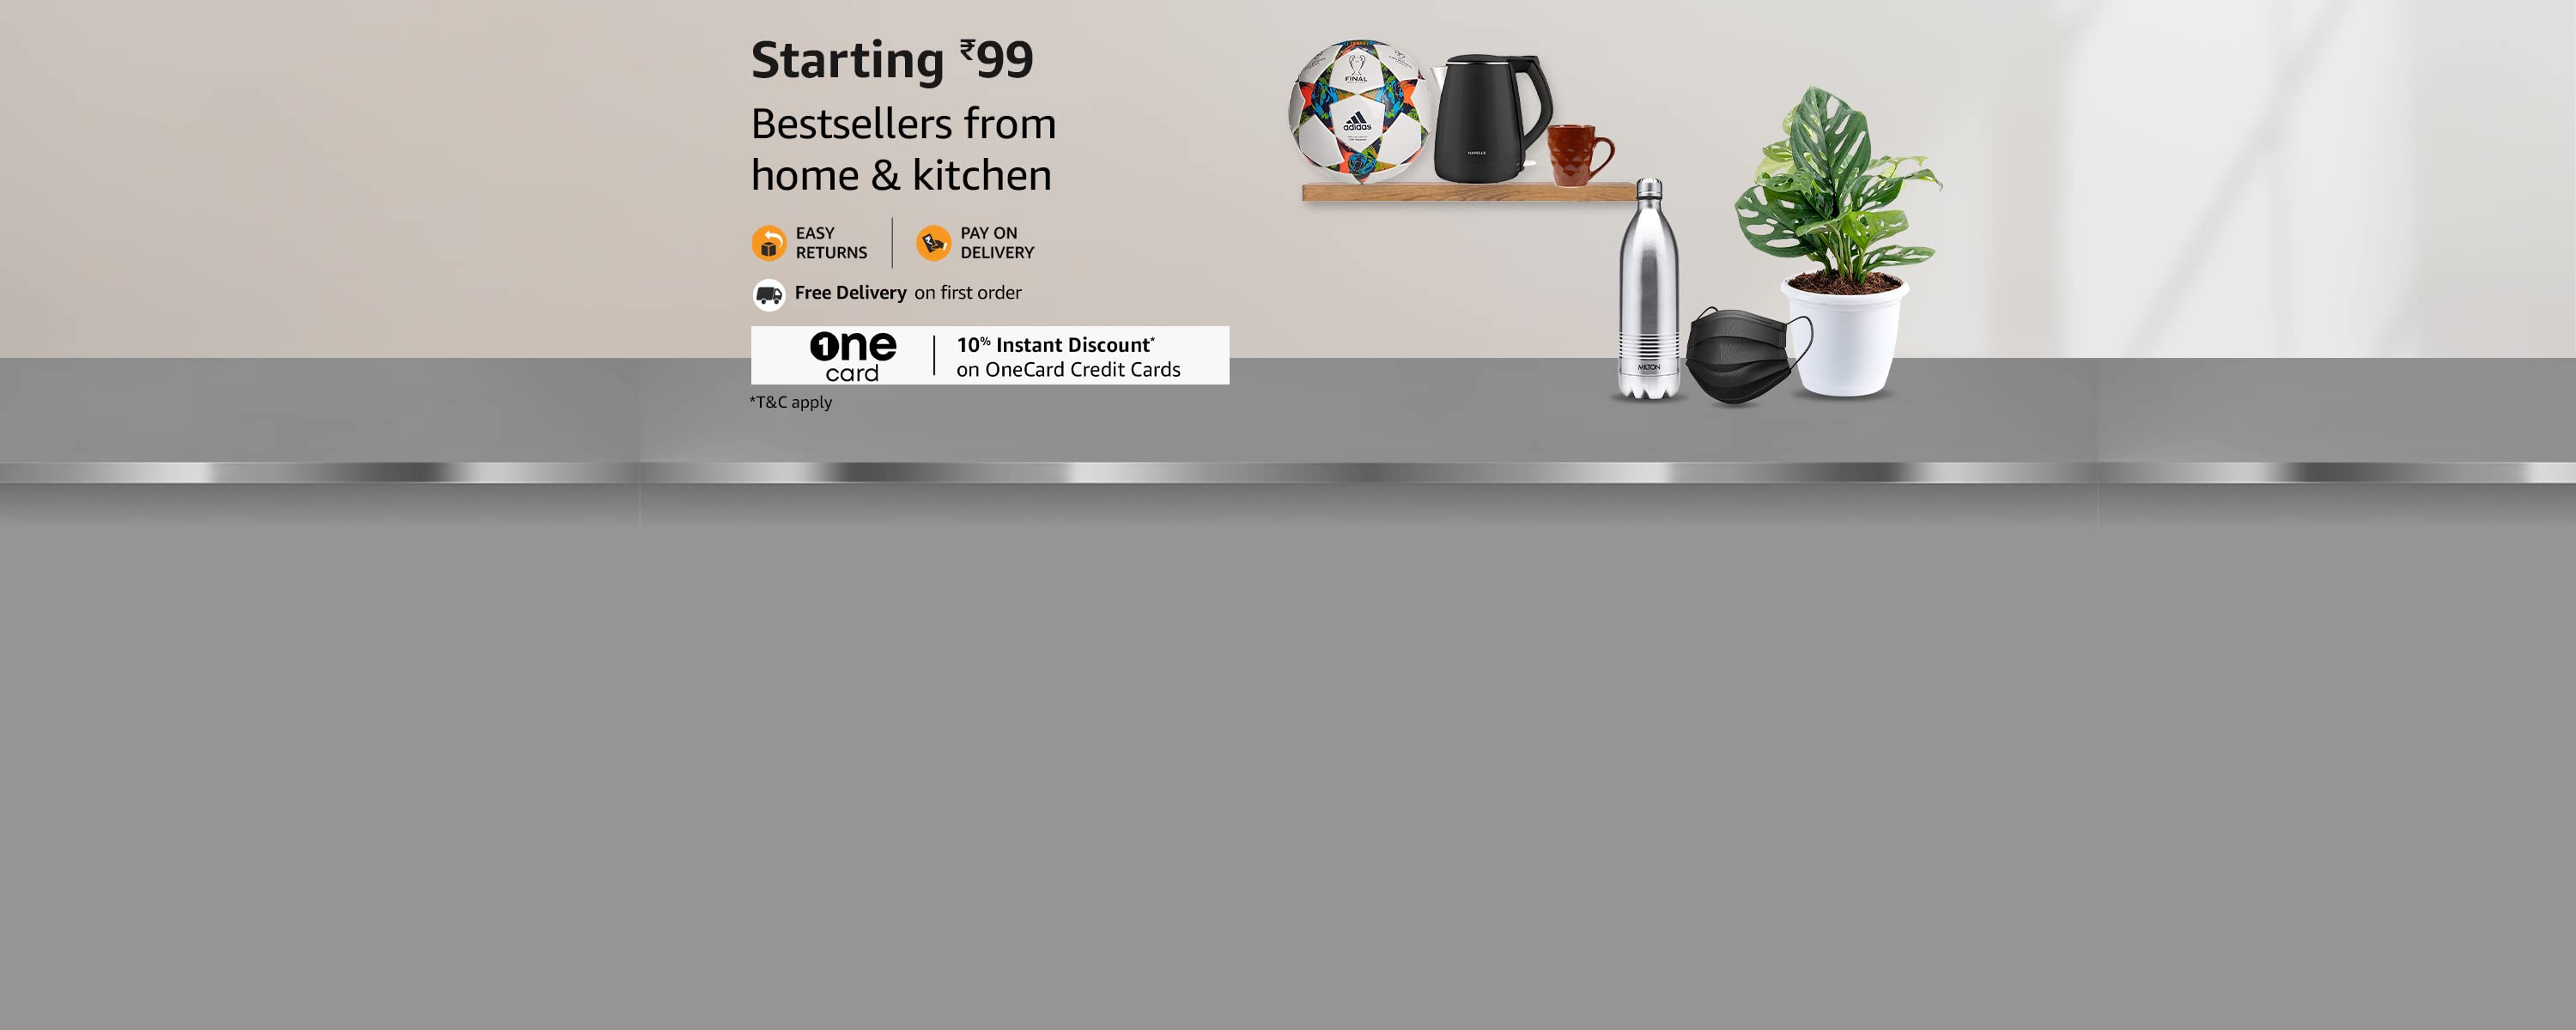 Starting ₹99
Bestsellers from
home & kitchen
EASY
RETURNS
PAY ON
DELIVERY
Free Delivery on first order
One
card
10% Instant Discount*
on OneCard Credit Cards
*T&C apply
FINAL
adidas
HAVELLS
MILTON